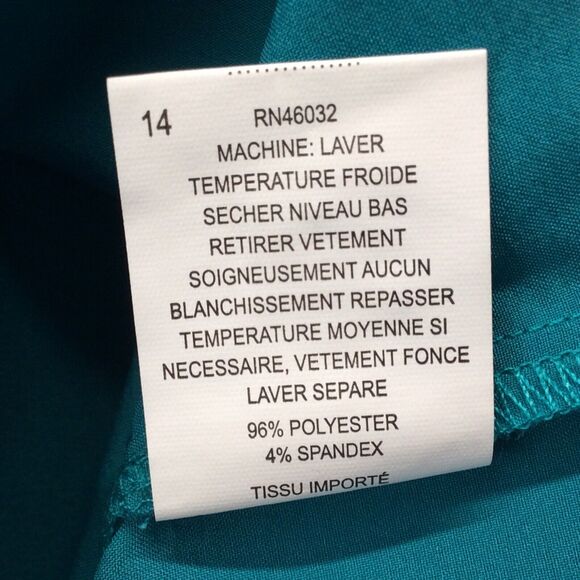 14 RN46032
MACHINE: LAVER
TEMPERATURE FROIDE
SECHER NIVEAU BAS
RETIRER VETEMENT
SOIGNEUSEMENT AUCUN
BLANCHISSEMENT REPASSER
TEMPERATURE MOYENNE SI
NECESSAIRE, VETEMENT FONCE
LAVER SEPARE
96% POLYESTER
4% SPANDEX
TISSU IMPORTÉ